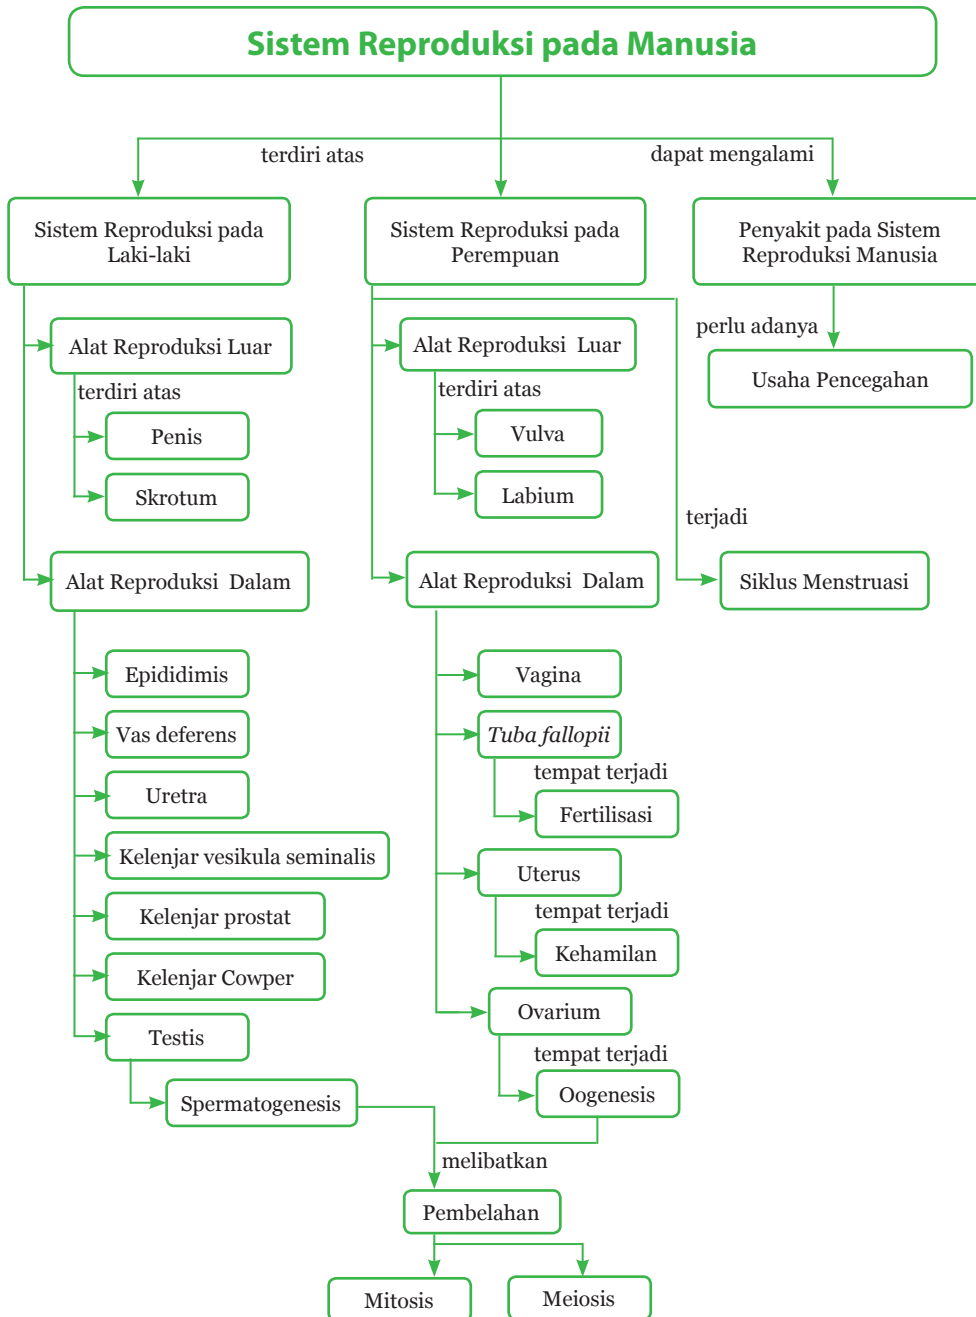 Sistem Reproduksi pada Manusia
terdiri atas
dapat mengalami
Sistem Reproduksi pada
Laki-laki
Sistem Reproduksi pada
Perempuan
Penyakit pada Sistem
Reproduksi Manusia
perlu adanya
Usaha Pencegahan
Alat Reproduksi Luar
terdiri atas
Penis
Skrotum
Alat Reproduksi Luar
terdiri atas
Vulva
Labium
terjadi
Siklus Menstruasi
Alat Reproduksi Dalam
Epididimis
Vas deferens
Uretra
Kelenjar vesikula seminalis
Kelenjar prostat
Kelenjar Cowper
Testis
Spermatogenesis
Alat Reproduksi Dalam
Vagina
Tuba fallopii
tempat terjadi
Fertilisasi
Uterus
tempat terjadi
Kehamilan
Ovarium
tempat terjadi
Oogenesis
melibatkan
Pembelahan
Mitosis
Meiosis